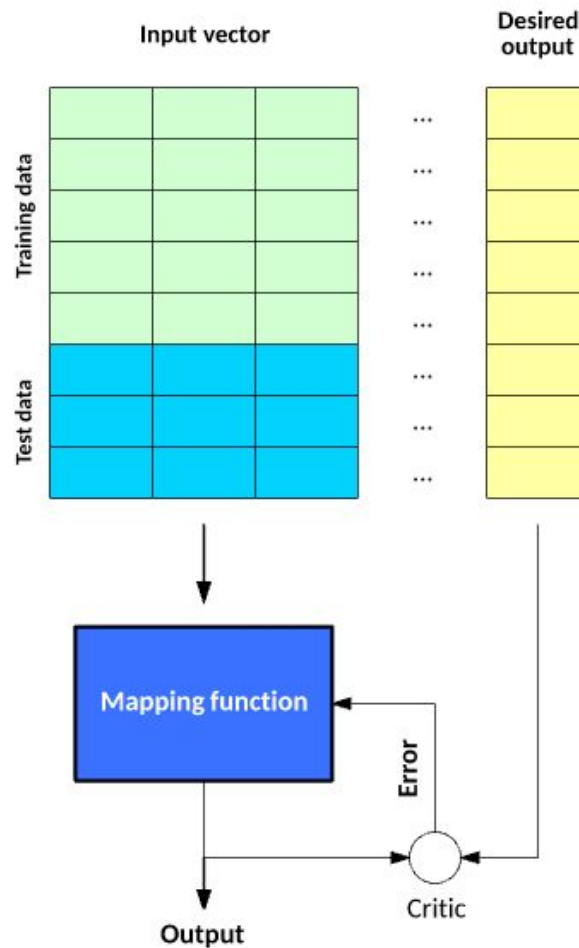 Input vector
Desired
output
Training data
...
...
...
...
...
Test data
...
...
...
Mapping function
Error
Critic
Output